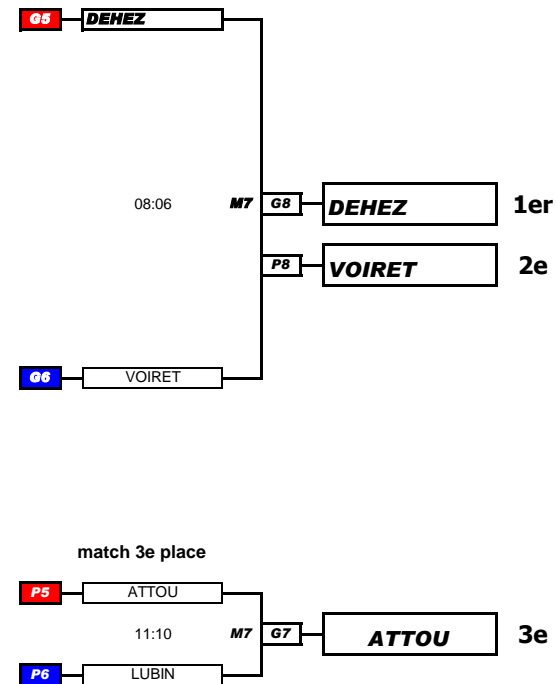 G5 DEHEZ
08:06 M7 G8 DEHEZ 1er
P8 VOIRET 2e
G6 VOIRET
match 3e place
P5 ATTOU
11:10 M7 G7 ATTOU 3e
P6 LUBIN